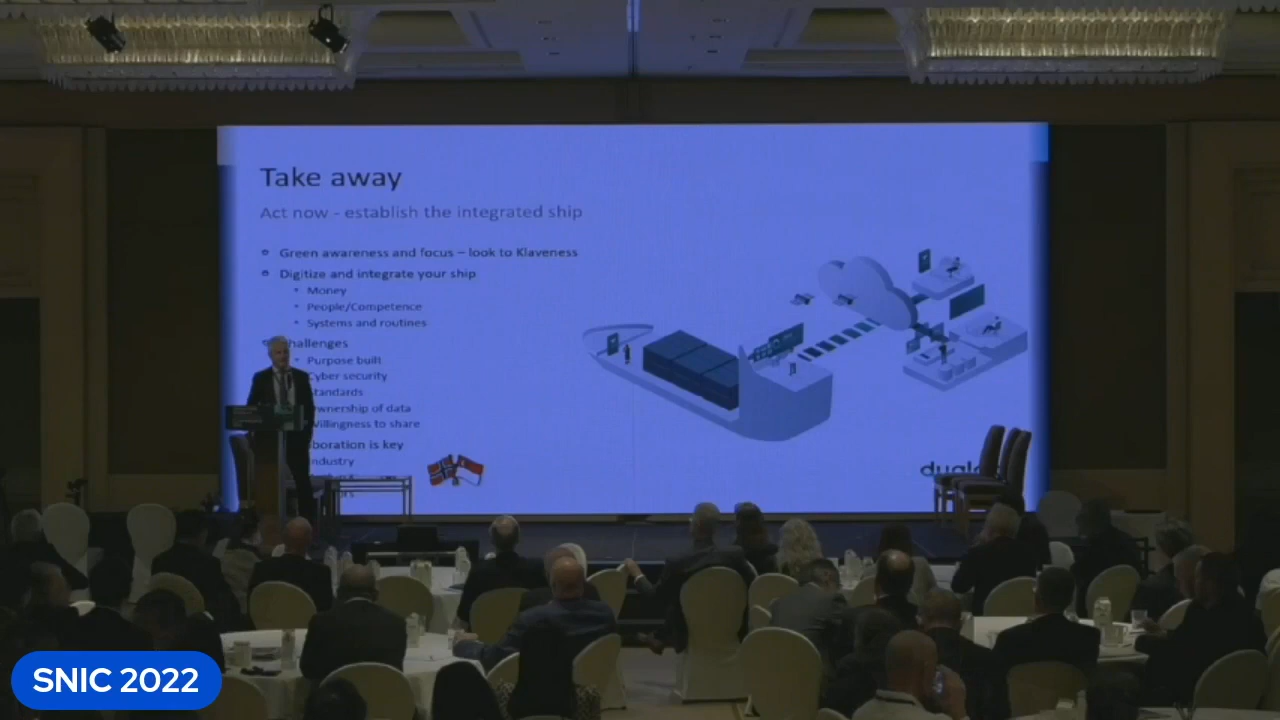 Take away
Act now - establish the integrated ship
Green awareness and focus – look to Klaveness
Digitize and integrate your ship
Money
People/Competence
Systems and routines
hallenges
Purpose built
Cyber security
tandards
wnership of data
Willingness to share
boration is key
ndustry
SNIC 2022